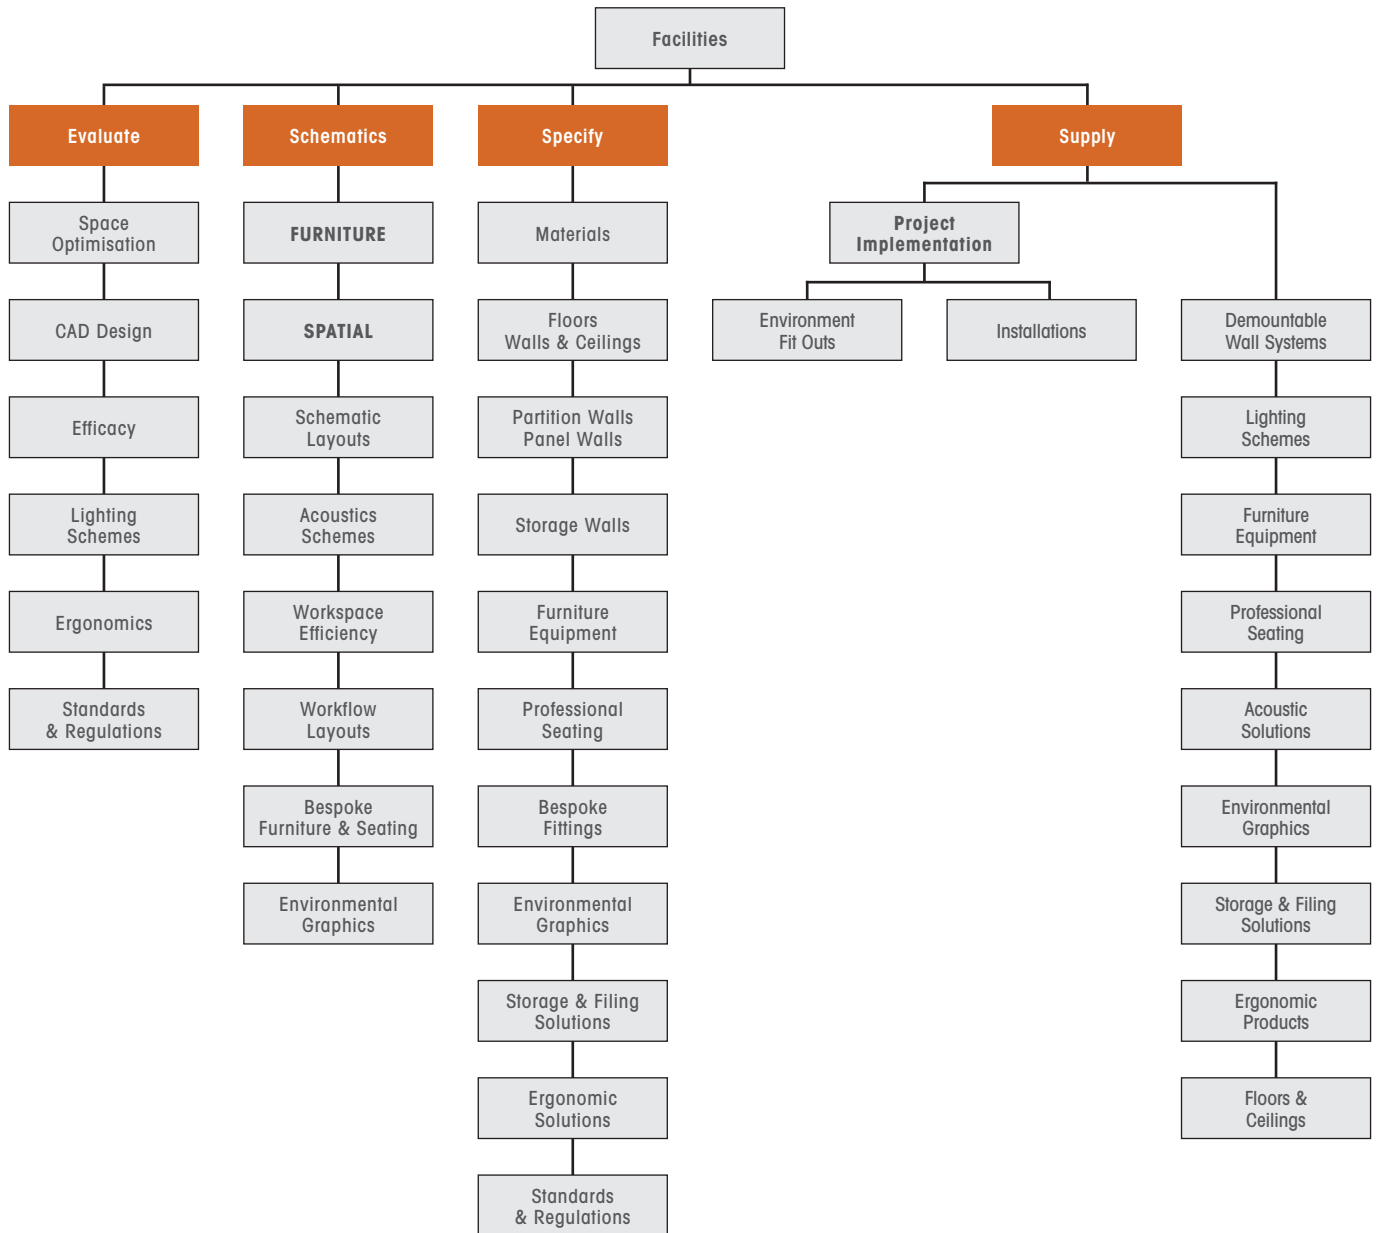 Facilities
Evaluate
Space
Optimisation
CAD Design
Efficacy
Lighting
Schemes
Ergonomics
Standards
& Regulations
Schematics
FURNITURE
SPATIAL
Schematic
Layouts
Acoustics
Schemes
Workspace
Efficiency
Workflow
Layouts
Bespoke
Furniture & Seating
Environmental
Graphics
Specify
Materials
Floors
Walls & Ceilings
Partition Walls
Panel Walls
Storage Walls
Furniture
Equipment
Professional
Seating
Bespoke
Fittings
Environmental
Graphics
Storage & Filing
Solutions
Ergonomic
Solutions
Standards
& Regulations
Supply
Project
Implementation
Environment
Fit Outs
Installations
Demountable
Wall Systems
Lighting
Schemes
Furniture
Equipment
Professional
Seating
Acoustic
Solutions
Environmental
Graphics
Storage & Filing
Solutions
Ergonomic
Products
Floors &
Ceilings